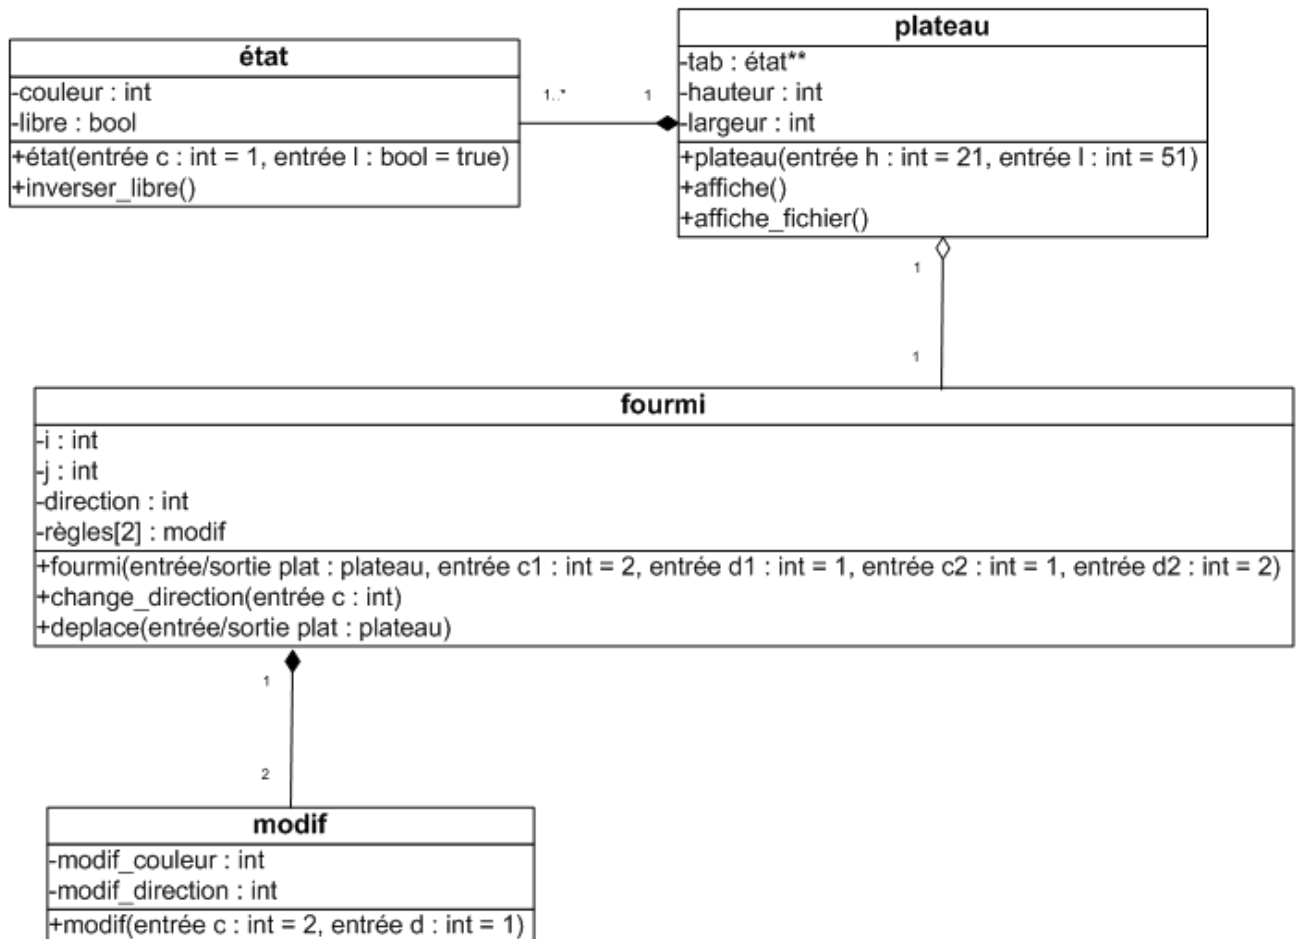 état
-couleur : int
-libre : bool
+état(entrée c : int = 1, entrée l : bool = true)
+inverser_libre()
1..*
1
plateau
-tab : état**
-hauteur : int
-largeur : int
+plateau(entrée h : int = 21, entrée l : int = 51)
+affiche()
+affiche_fichier()
1
1
fourmi
-i : int
-j : int
-direction : int
-règles[2] : modif
+fourmi(entrée/sortie plat : plateau, entrée c1 : int = 2, entrée d1 : int = 1, entrée c2 : int = 1, entrée d2 : int = 2)
+change_direction(entrée c : int)
+deplace(entrée/sortie plat : plateau)
1
2
modif
-modif_couleur : int
-modif_direction : int
+modif(entrée c : int = 2, entrée d : int = 1)